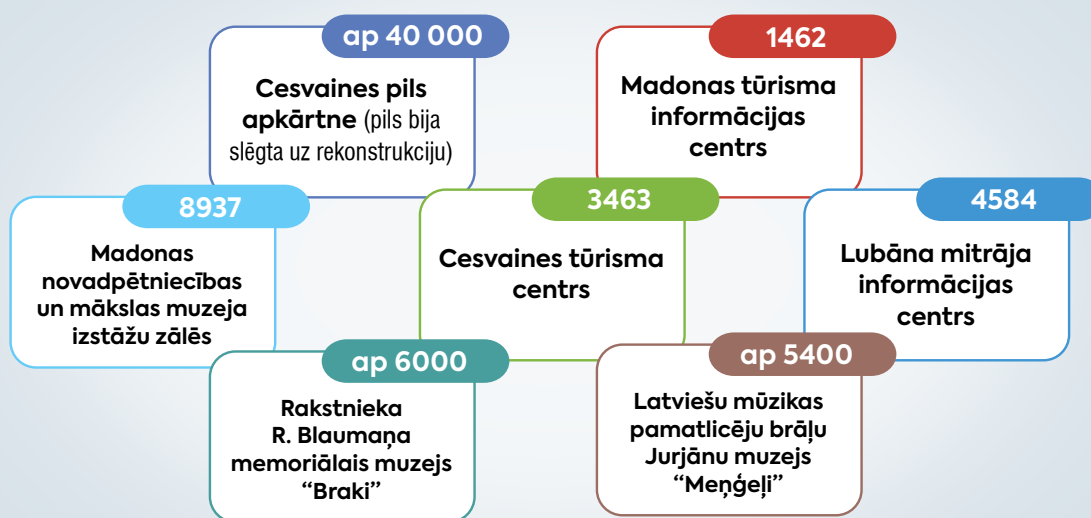 ap 40 000
Cesvaines pils
apkārtne (pils bija
slēgta uz rekonstrukciju)
1462
Madonas tūrisma
informācijas
centrs
8937
Madonas
novadpētniecības
un mākslas muzeja
izstāžu zālēs
3463
Cesvaines tūrisma
centrs
4584
Lubāna mitrāja
informācijas
centrs
ap 6000
Rakstnieka
R. Blaumaņa
memoriālais muzejs
“Braki”
ap 5400
Latviešu mūzikas
pamatlicēju brāļu
Jurjānu muzejs
“Meņģeļi”